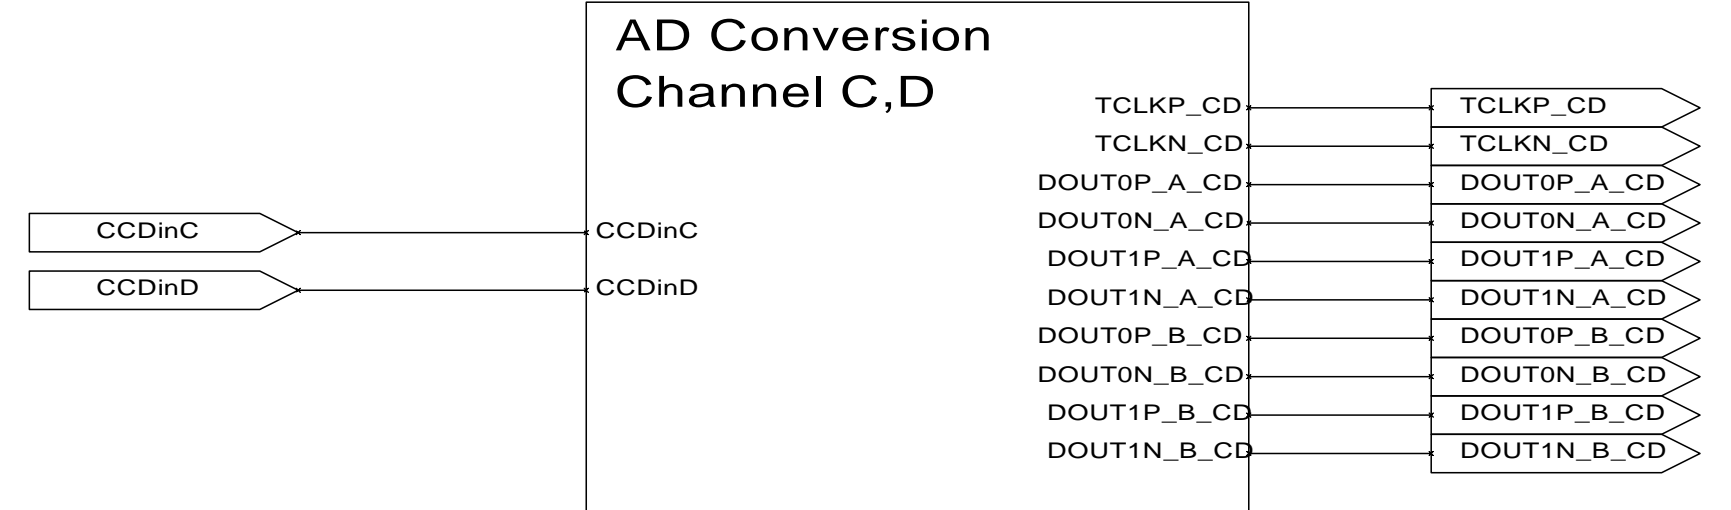 AD Conversion
Channel C,D
TCLKP_CD TCLKP_CD
TCLKN_CD TCLKN_CD
DOUT0P_A_CD DOUT0P_A_CD
DOUT0N_A_CD DOUT0N_A_CD
CCDinC CCDinC
DOUT1P_A_CD DOUT1P_A_CD
CCDinD CCDinD
DOUT1N_A_CD DOUT1N_A_CD
DOUT0P_B_CD DOUT0P_B_CD
DOUT0N_B_CD DOUT0N_B_CD
DOUT1P_B_CD DOUT1P_B_CD
DOUT1N_B_CD DOUT1N_B_CD